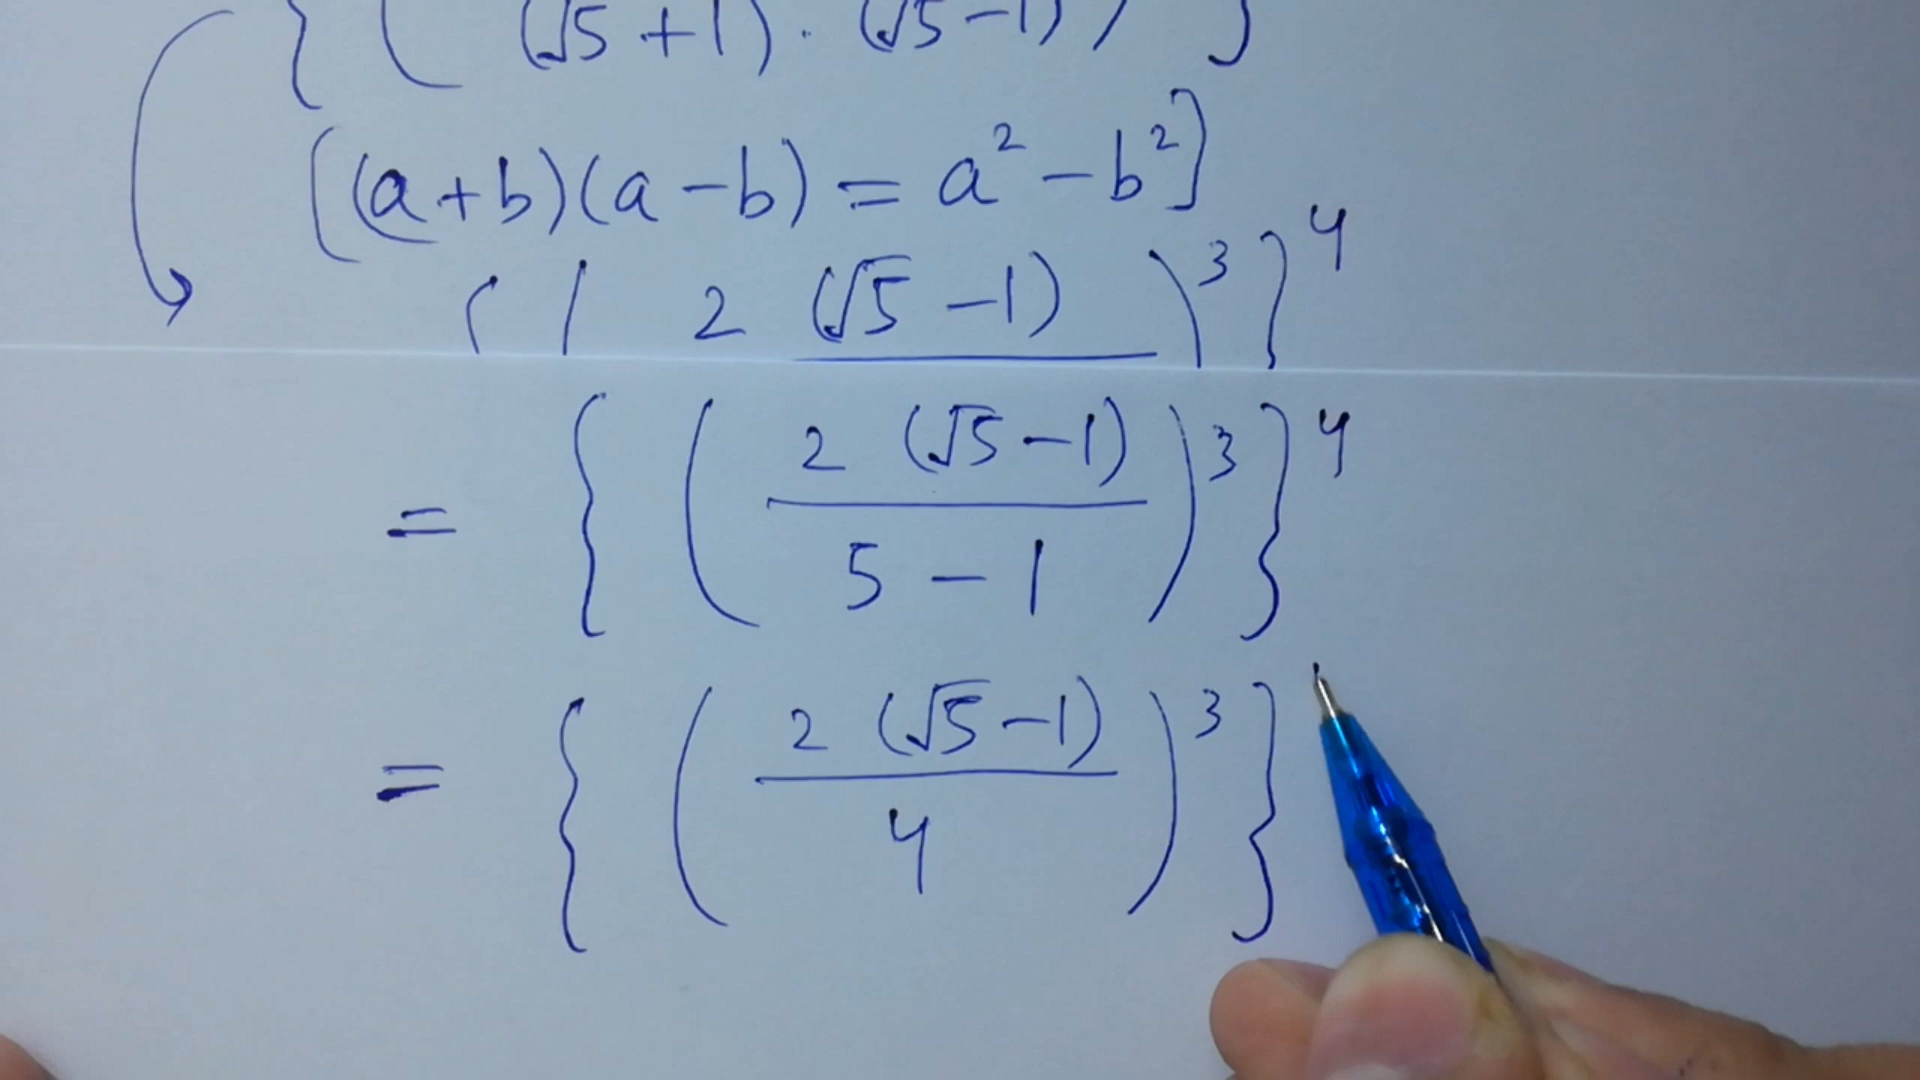 { ( (√5+1). (√5-1) ) }
[(a+b)(a-b) = a² - b²]
{ ( 2 (√5-1) )³ }⁴
= { ( 2 (√5-1) / 5-1 )³ }⁴
= { ( 2 (√5-1) / 4 )³ }